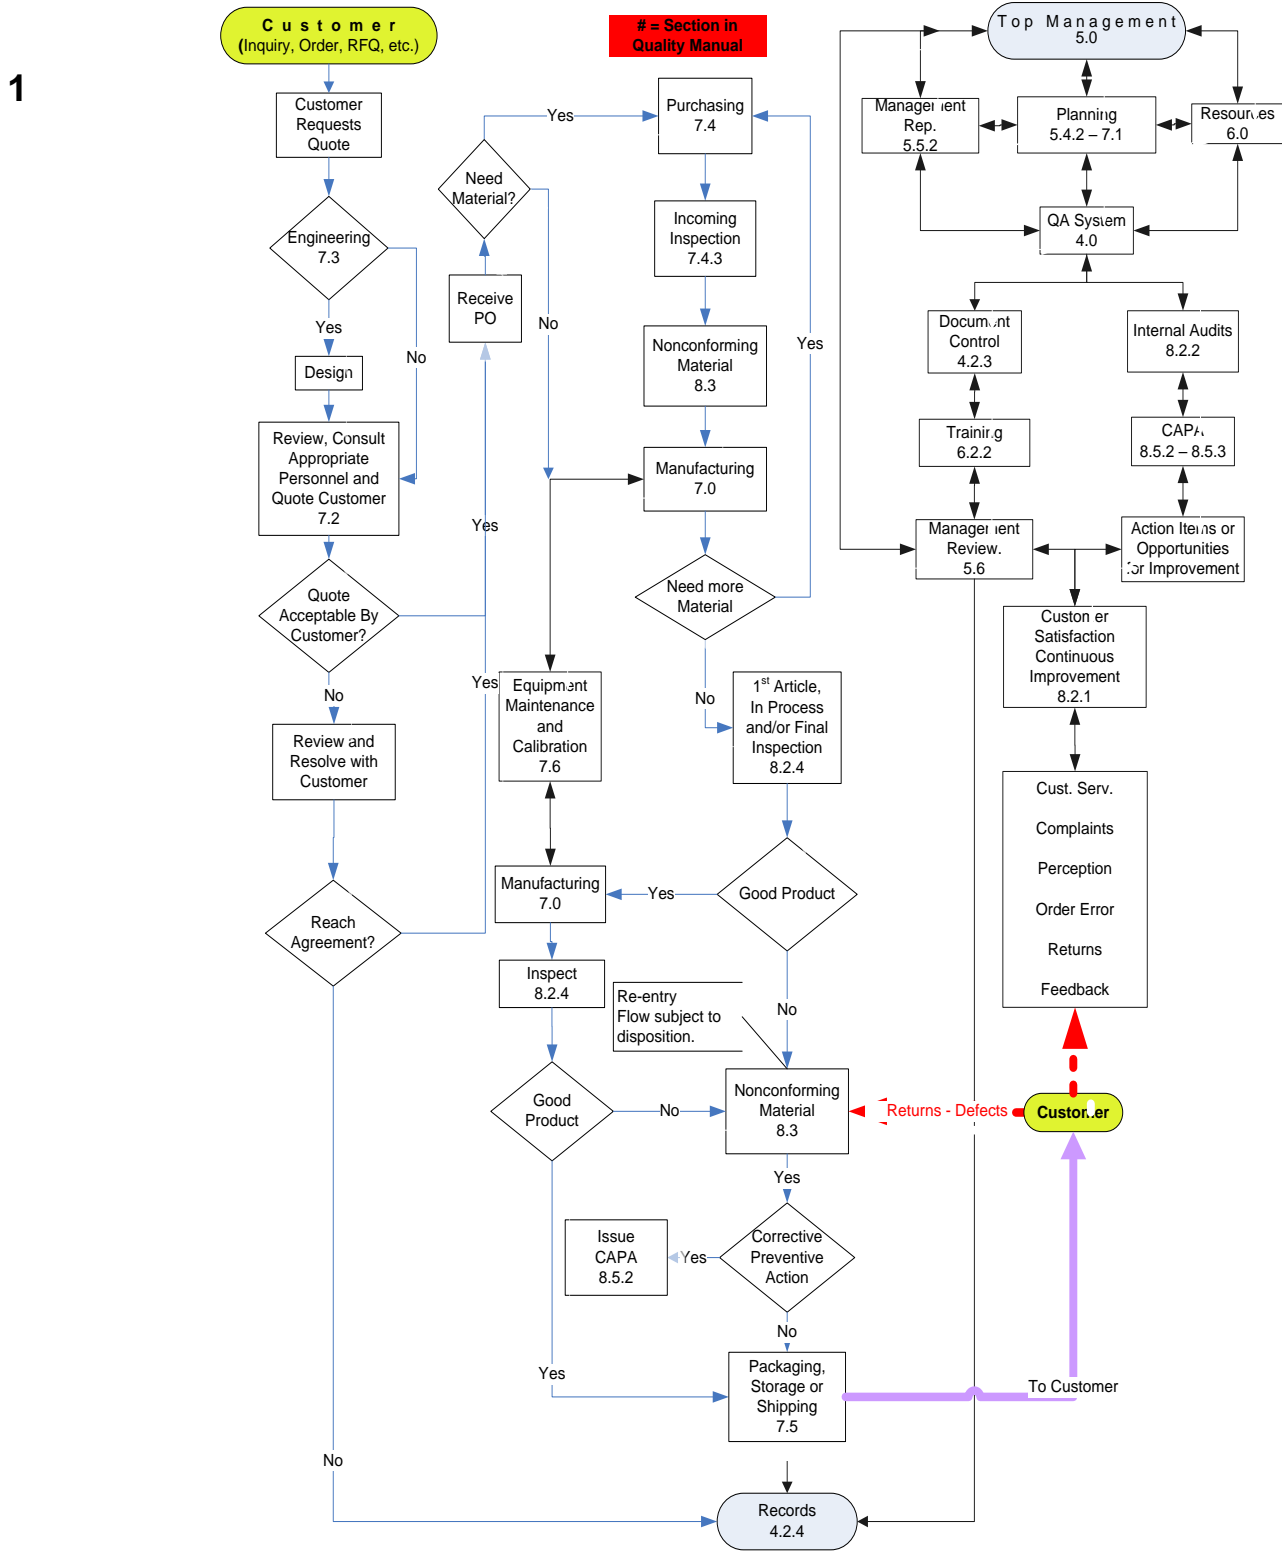 1
Customer
(Inquiry, Order, RFQ, etc.)
# = Section in
Quality Manual
Top Management
5.0
Customer
Requests
Quote
Engineering
7.3
Yes
No
Design
Review, Consult
Appropriate
Personnel and
Quote Customer
7.2
Quote
Acceptable By
Customer?
No
Review and
Resolve with
Customer
Reach
Agreement?
No
Yes
Yes
Receive
PO
Need
Material?
Yes
No
Purchasing
7.4
Incoming
Inspection
7.4.3
Nonconforming
Material
8.3
Manufacturing
7.0
Need more
Material
Yes
No
1st Article,
In Process
and/or Final
Inspection
8.2.4
Equipment
Maintenance
and
Calibration
7.6
Good Product
Yes
No
Manufacturing
7.0
Inspect
8.2.4
Re-entry
Flow subject to
disposition.
Good
Product
No
Yes
Nonconforming
Material
8.3
Yes
Corrective
Preventive
Action
Yes
Issue
CAPA
8.5.2
No
Packaging,
Storage or
Shipping
7.5
Records
4.2.4
Management
Rep.
5.5.2
Planning
5.4.2 – 7.1
Resources
6.0
QA System
4.0
Document
Control
4.2.3
Internal Audits
8.2.2
Training
6.2.2
CAPA
8.5.2 – 8.5.3
Management
Review.
5.6
Action Items or
Opportunities
for Improvement
Customer
Satisfaction
Continuous
Improvement
8.2.1
Cust. Serv.
Complaints
Perception
Order Error
Returns
Feedback
Returns - Defects
Customer
To Customer